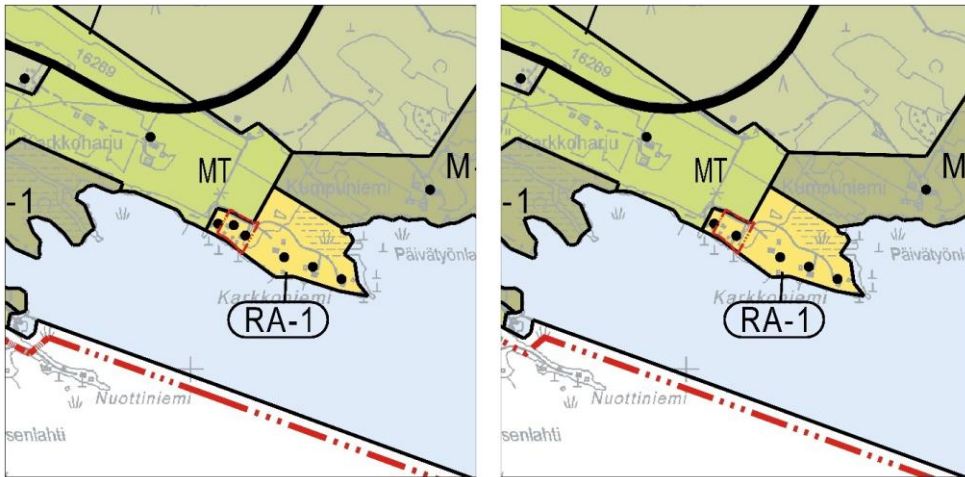 16269
"Karkkoharju
MT
Kumpuniemi
M-
-1
Päivätyönla
Karkkoniemi
RA-1
Nuottiniemi
senlahti
16269
"Karkkoharju
MT
Kumpuniemi
M-
-1
Päivätyönla
Karkkoniemi
RA-1
Nuottiniemi
senlahti